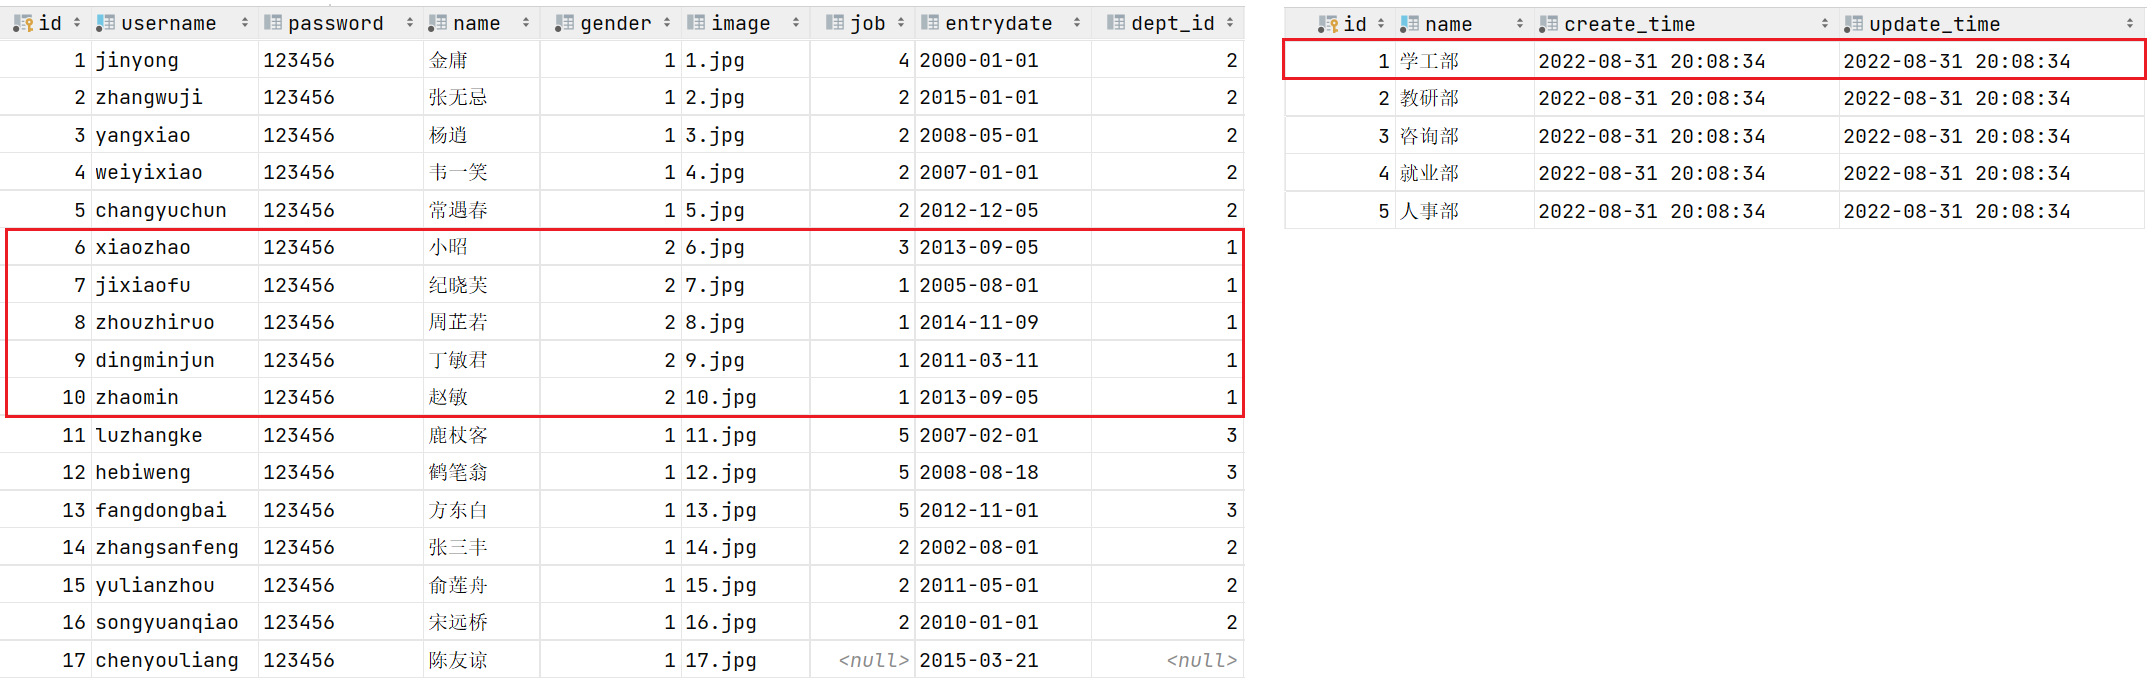 id username password name gender image job entrydate dept_id
1 jinyong 123456 金庸 1 1.jpg 4 2000-01-01 2
2 zhangwuji 123456 张无忌 1 2.jpg 2 2015-01-01 2
3 yangxiao 123456 杨逍 1 3.jpg 2 2008-05-01 2
4 weiyixiao 123456 韦一笑 1 4.jpg 2 2007-01-01 2
5 changyuchun 123456 常遇春 1 5.jpg 2 2012-12-05 2
6 xiaozhao 123456 小昭 2 6.jpg 3 2013-09-05 1
7 jixiaofu 123456 纪晓芙 2 7.jpg 1 2005-08-01 1
8 zhouzhiruo 123456 周芷若 2 8.jpg 1 2014-11-09 1
9 dingminjun 123456 丁敏君 2 9.jpg 1 2011-03-11 1
10 zhaomin 123456 赵敏 2 10.jpg 1 2013-09-05 1
11 luzhangke 123456 鹿杖客 1 11.jpg 5 2007-02-01 3
12 hebiweng 123456 鹤笔翁 1 12.jpg 5 2008-08-18 3
13 fangdongbai 123456 方东白 1 13.jpg 5 2012-11-01 3
14 zhangsanfeng 123456 张三丰 1 14.jpg 2 2002-08-01 2
15 yulianzhou 123456 俞莲舟 1 15.jpg 2 2011-05-01 2
16 songyuanqiao 123456 宋远桥 1 16.jpg 2 2010-01-01 2
17 chenyouliang 123456 陈友谅 1 17.jpg <null> 2015-03-21 <null>
id name create_time update_time
1 学工部 2022-08-31 20:08:34 2022-08-31 20:08:34
2 教研部 2022-08-31 20:08:34 2022-08-31 20:08:34
3 咨询部 2022-08-31 20:08:34 2022-08-31 20:08:34
4 就业部 2022-08-31 20:08:34 2022-08-31 20:08:34
5 人事部 2022-08-31 20:08:34 2022-08-31 20:08:34